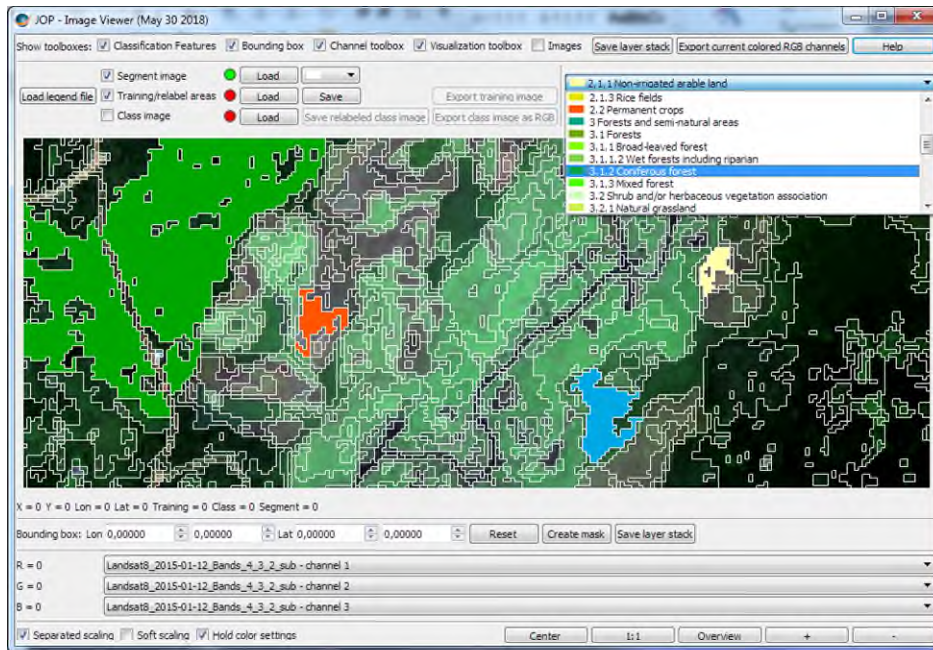 JOP - Image Viewer (May 30 2018)
Show toolboxes: Classification Features Bounding box Channel toolbox Visualization toolbox Images Save layer stack Export current colored RGB channels Help
Segment image Load
Load legend file Training/relabel areas Load Save Export training image
Class image Load Save relabeled class image Export class image as RGB
2.1.1 Non-irrigated arable land
2.1.3 Rice fields
2.2 Permanent crops
3 Forests and semi-natural areas
3.1 Forests
3.1.1 Broad-leaved forest
3.1.1.2 Wet forests including riparian
3.1.2 Coniferous forest
3.1.3 Mixed forest
3.2 Shrub and/or herbaceous vegetation association
3.2.1 Natural grassland
X = 0 Y = 0 Lon = 0 Lat = 0 Training = 0 Class = 0 Segment = 0
Bounding box: Lon 0,00000 0,00000 Lat 0,00000 0,00000 Reset Create mask Save layer stack
R = 0 Landsat8_2015-01-12_Bands_4_3_2_sub - channel 1
G = 0 Landsat8_2015-01-12_Bands_4_3_2_sub - channel 2
B = 0 Landsat8_2015-01-12_Bands_4_3_2_sub - channel 3
Separated scaling Soft scaling Hold color settings Center 1:1 Overview + -